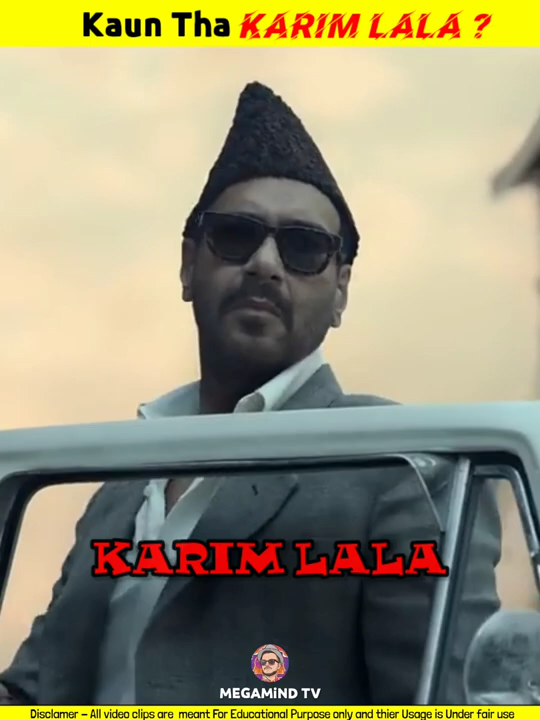 Kaun Tha KARIM LALA ?
KARIM LALA
MEGAMiND TV
Disclamer - All video clips are meant For Educational Purpose only and thier Usage is Under fair use